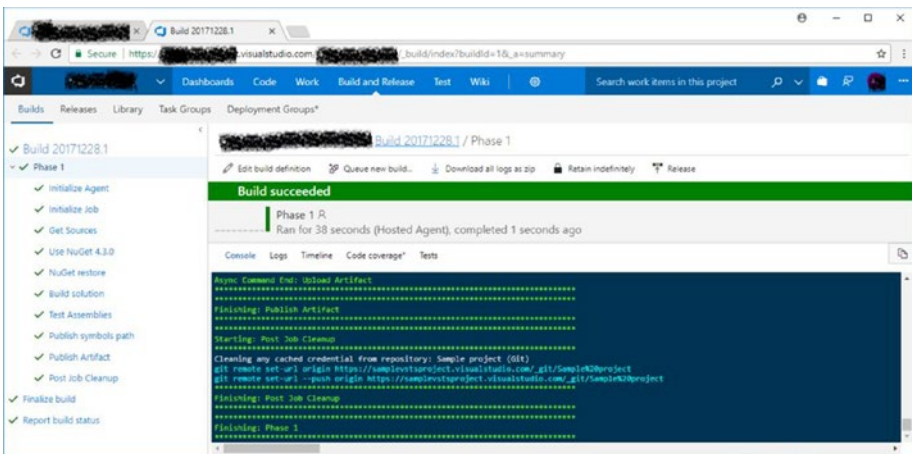 Build 20171228.1
Secure https:// .visualstudio.com/ /_build/index?buildId=1&_a=summary
Dashboards Code Work Build and Release Test Wiki Search work items in this project
Builds Releases Library Task Groups Deployment Groups*
Build 20171228.1
Phase 1
Initialize Agent
Initialize Job
Get Sources
Use NuGet 4.3.0
NuGet restore
Build solution
Test Assemblies
Publish symbols path
Publish Artifact
Post Job Cleanup
Finalize build
Report build status
Build 20171228.1 / Phase 1
Edit build definition Queue new build... Download all logs as zip Retain indefinitely Release
Build succeeded
Phase 1
Ran for 38 seconds (Hosted Agent), completed 1 seconds ago
Console Logs Timeline Code coverage* Tests
Async Command End: Upload Artifact
******************************************************************************
******************************************************************************
Finishing: Publish Artifact
******************************************************************************
******************************************************************************
Starting: Post Job Cleanup
******************************************************************************
Cleaning any cached credential from repository: Sample project (Git)
git remote set-url origin https://samplevstsproject.visualstudio.com/_git/Sample%20project
git remote set-url --push origin https://samplevstsproject.visualstudio.com/_git/Sample%20project
******************************************************************************
Finishing: Post Job Cleanup
******************************************************************************
******************************************************************************
Finishing: Phase 1
******************************************************************************